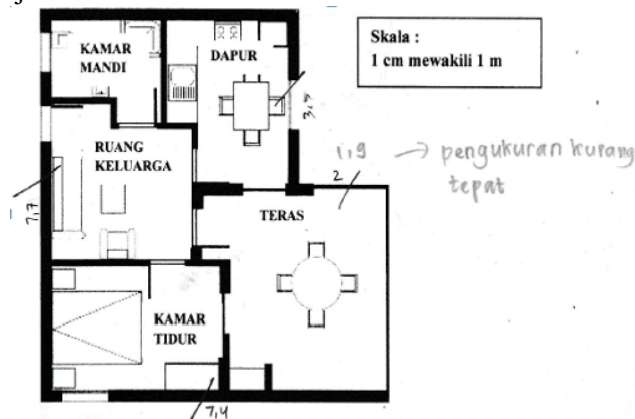 KAMAR
MANDI
DAPUR
Skala :
1 cm mewakili 1 m
3,5
1,9 → pengukuran kurang
tepat
2
RUANG
KELUARGA
7,7
TERAS
KAMAR
TIDUR
7,4